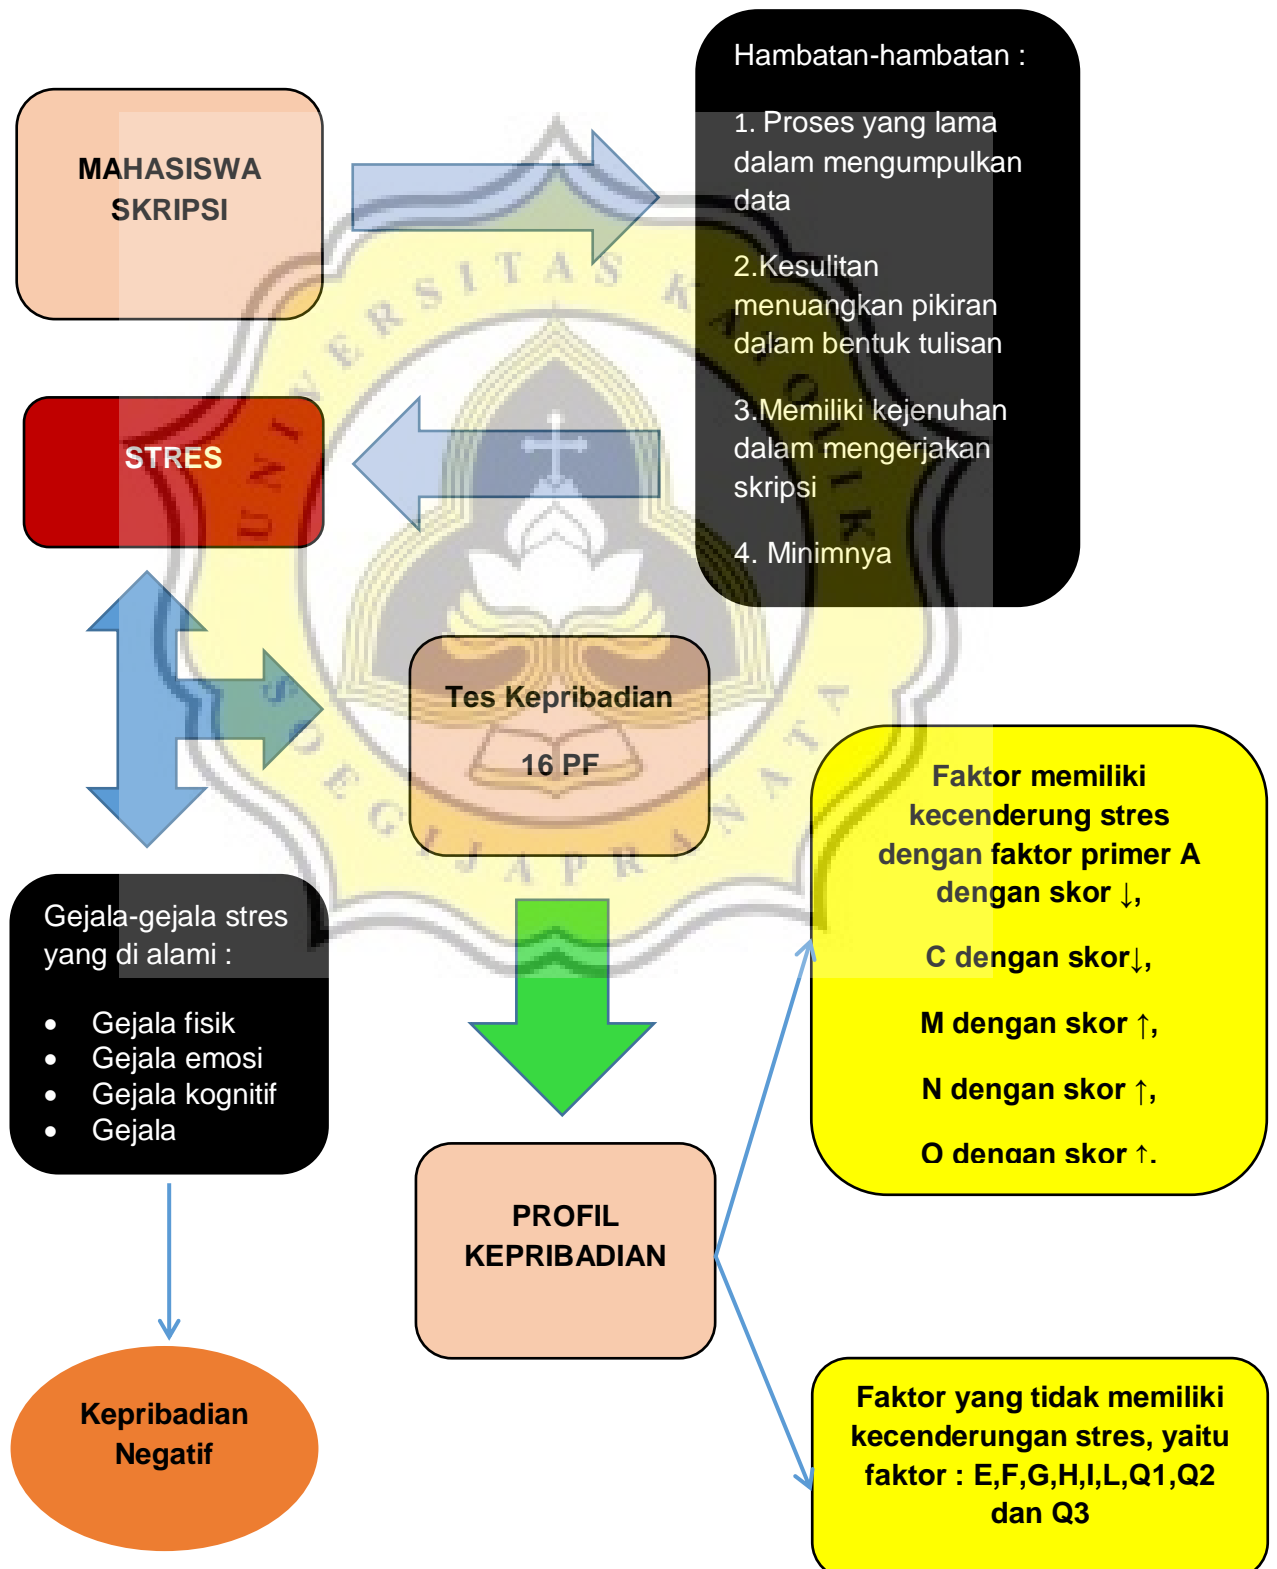 MAHASISWA
SKRIPSI
Hambatan-hambatan :
1. Proses yang lama
dalam mengumpulkan
data
2.Kesulitan
menuangkan pikiran
dalam bentuk tulisan
3.Memiliki kejenuhan
dalam mengerjakan
skripsi
4. Minimnya
STRES
UNIVERSITAS KATOLIK
SOEGIJAPRANATA
Tes Kepribadian
16 PF
Gejala-gejala stres
yang di alami :
• Gejala fisik
• Gejala emosi
• Gejala kognitif
• Gejala
Kepribadian
Negatif
PROFIL
KEPRIBADIAN
Faktor memiliki
kecenderung stres
dengan faktor primer A
dengan skor ↓,
C dengan skor↓,
M dengan skor ↑,
N dengan skor ↑,
O dengan skor ↑.
Faktor yang tidak memiliki
kecenderungan stres, yaitu
faktor : E,F,G,H,I,L,Q1,Q2
dan Q3